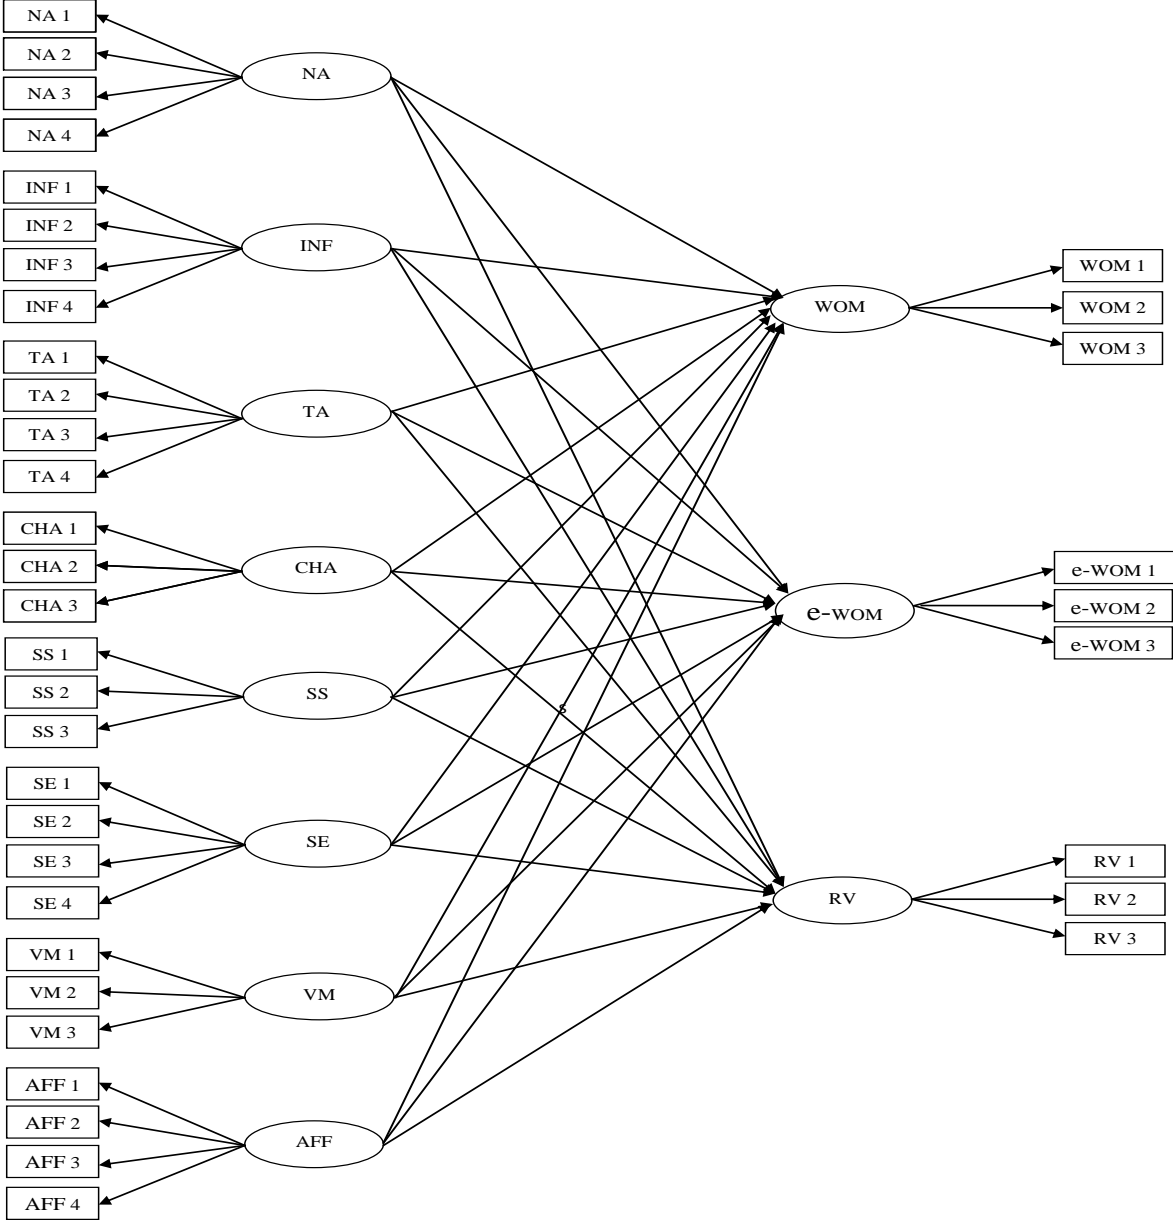 NA 1
NA 2
NA 3
NA 4
NA
INF 1
INF 2
INF 3
INF 4
INF
TA 1
TA 2
TA 3
TA 4
TA
CHA 1
CHA 2
CHA 3
CHA
SS 1
SS 2
SS 3
SS
SE 1
SE 2
SE 3
SE 4
SE
VM 1
VM 2
VM 3
VM
AFF 1
AFF 2
AFF 3
AFF 4
AFF
s
WOM
WOM 1
WOM 2
WOM 3
e-WOM
e-WOM 1
e-WOM 2
e-WOM 3
RV
RV 1
RV 2
RV 3